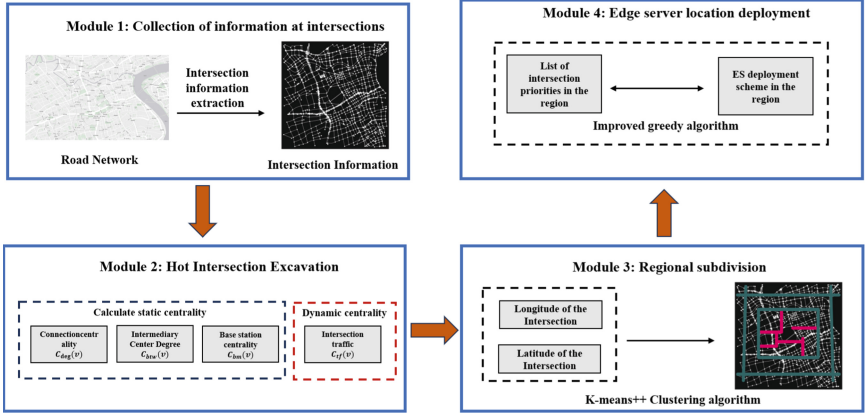 Module 1: Collection of information at intersections
Intersection
information
extraction
Road Network
Intersection Information
Module 2: Hot Intersection Excavation
Calculate static centrality
Connectioncentr
ality
C_deg(v)
Intermediary
Center Degree
C_btw(v)
Base station
centrality
C_bsn(v)
Dynamic centrality
Intersection
traffic
C_tf(v)
Module 3: Regional subdivision
Longitude of the
Intersection
Latitude of the
Intersection
K-means++ Clustering algorithm
Module 4: Edge server location deployment
List of
intersection
priorities in the
region
ES deployment
scheme in the
region
Improved greedy algorithm